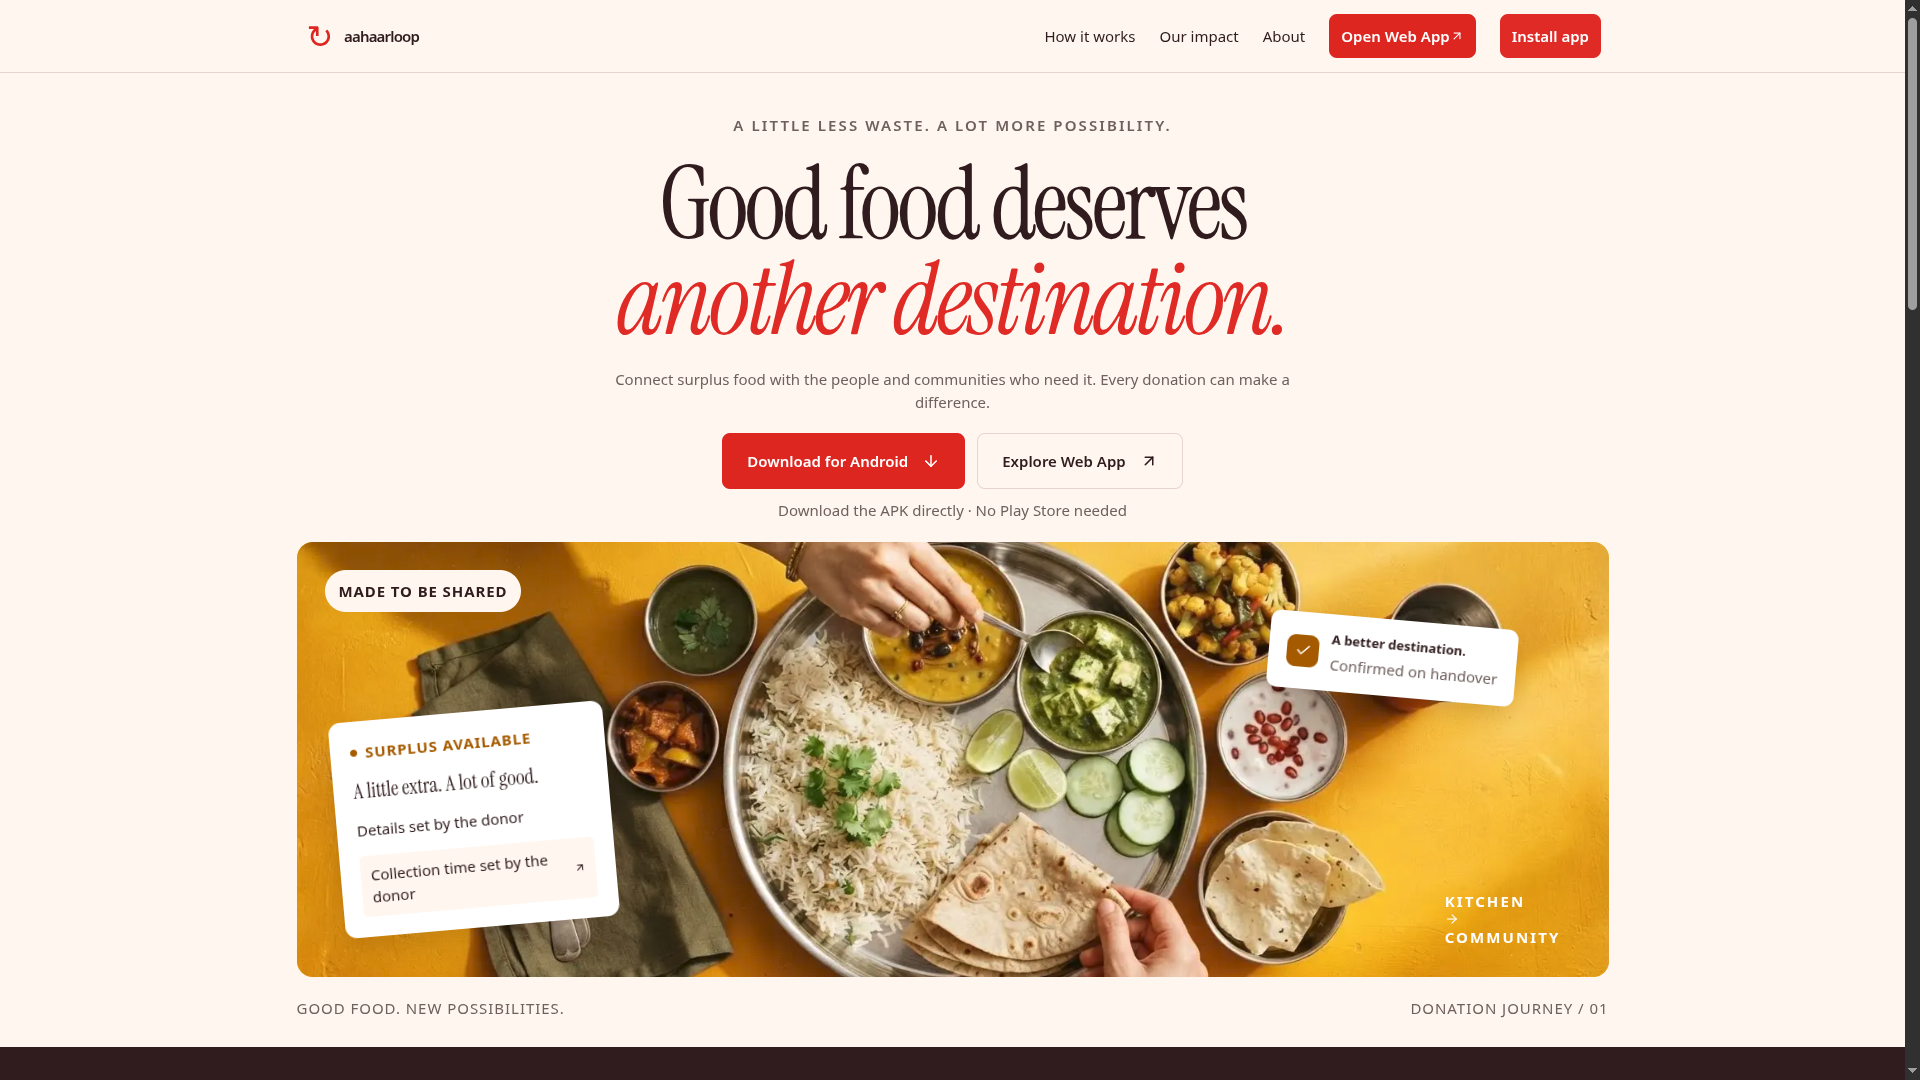 aahaarloop
How it works
Our impact
About
Open Web App
Install app
A LITTLE LESS WASTE. A LOT MORE POSSIBILITY.
Good food deserves
another destination.
Connect surplus food with the people and communities who need it. Every donation can make a
difference.
Download for Android
Explore Web App
Download the APK directly · No Play Store needed
MADE TO BE SHARED
A better destination.
Confirmed on handover
SURPLUS AVAILABLE
A little extra. A lot of good.
Details set by the donor
Collection time set by the
donor
KITCHEN
→
COMMUNITY
GOOD FOOD. NEW POSSIBILITIES.
DONATION JOURNEY / 01